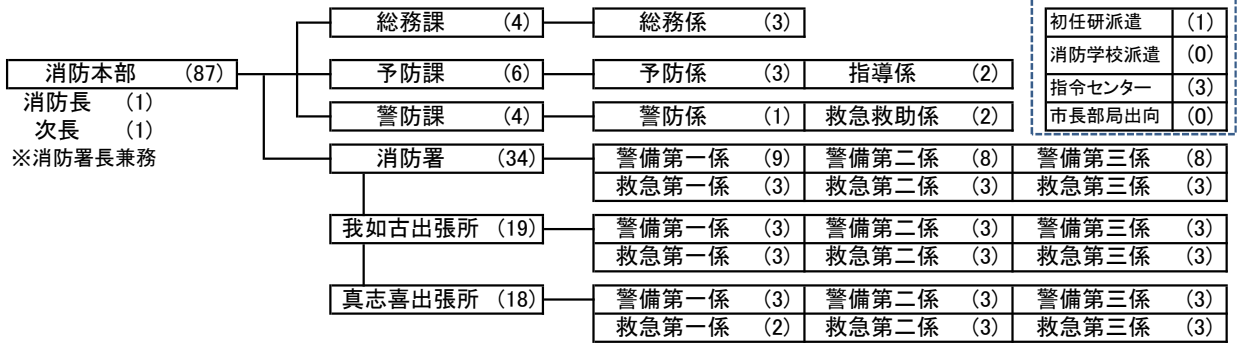 総務課 (4) 総務係 (3)
初任研派遣 (1)
消防学校派遣 (0)
指令センター (3)
市長部局出向 (0)
消防本部 (87) 予防課 (6) 予防係 (3) 指導係 (2)
消防長 (1)
次長 (1)
※消防署長兼務
警防課 (4) 警防係 (1) 救急救助係 (2)
消防署 (34) 警備第一係 (9) 警備第二係 (8) 警備第三係 (8)
救急第一係 (3) 救急第二係 (3) 救急第三係 (3)
我如古出張所 (19) 警備第一係 (3) 警備第二係 (3) 警備第三係 (3)
救急第一係 (3) 救急第二係 (3) 救急第三係 (3)
真志喜出張所 (18) 警備第一係 (3) 警備第二係 (3) 警備第三係 (3)
救急第一係 (2) 救急第二係 (3) 救急第三係 (3)